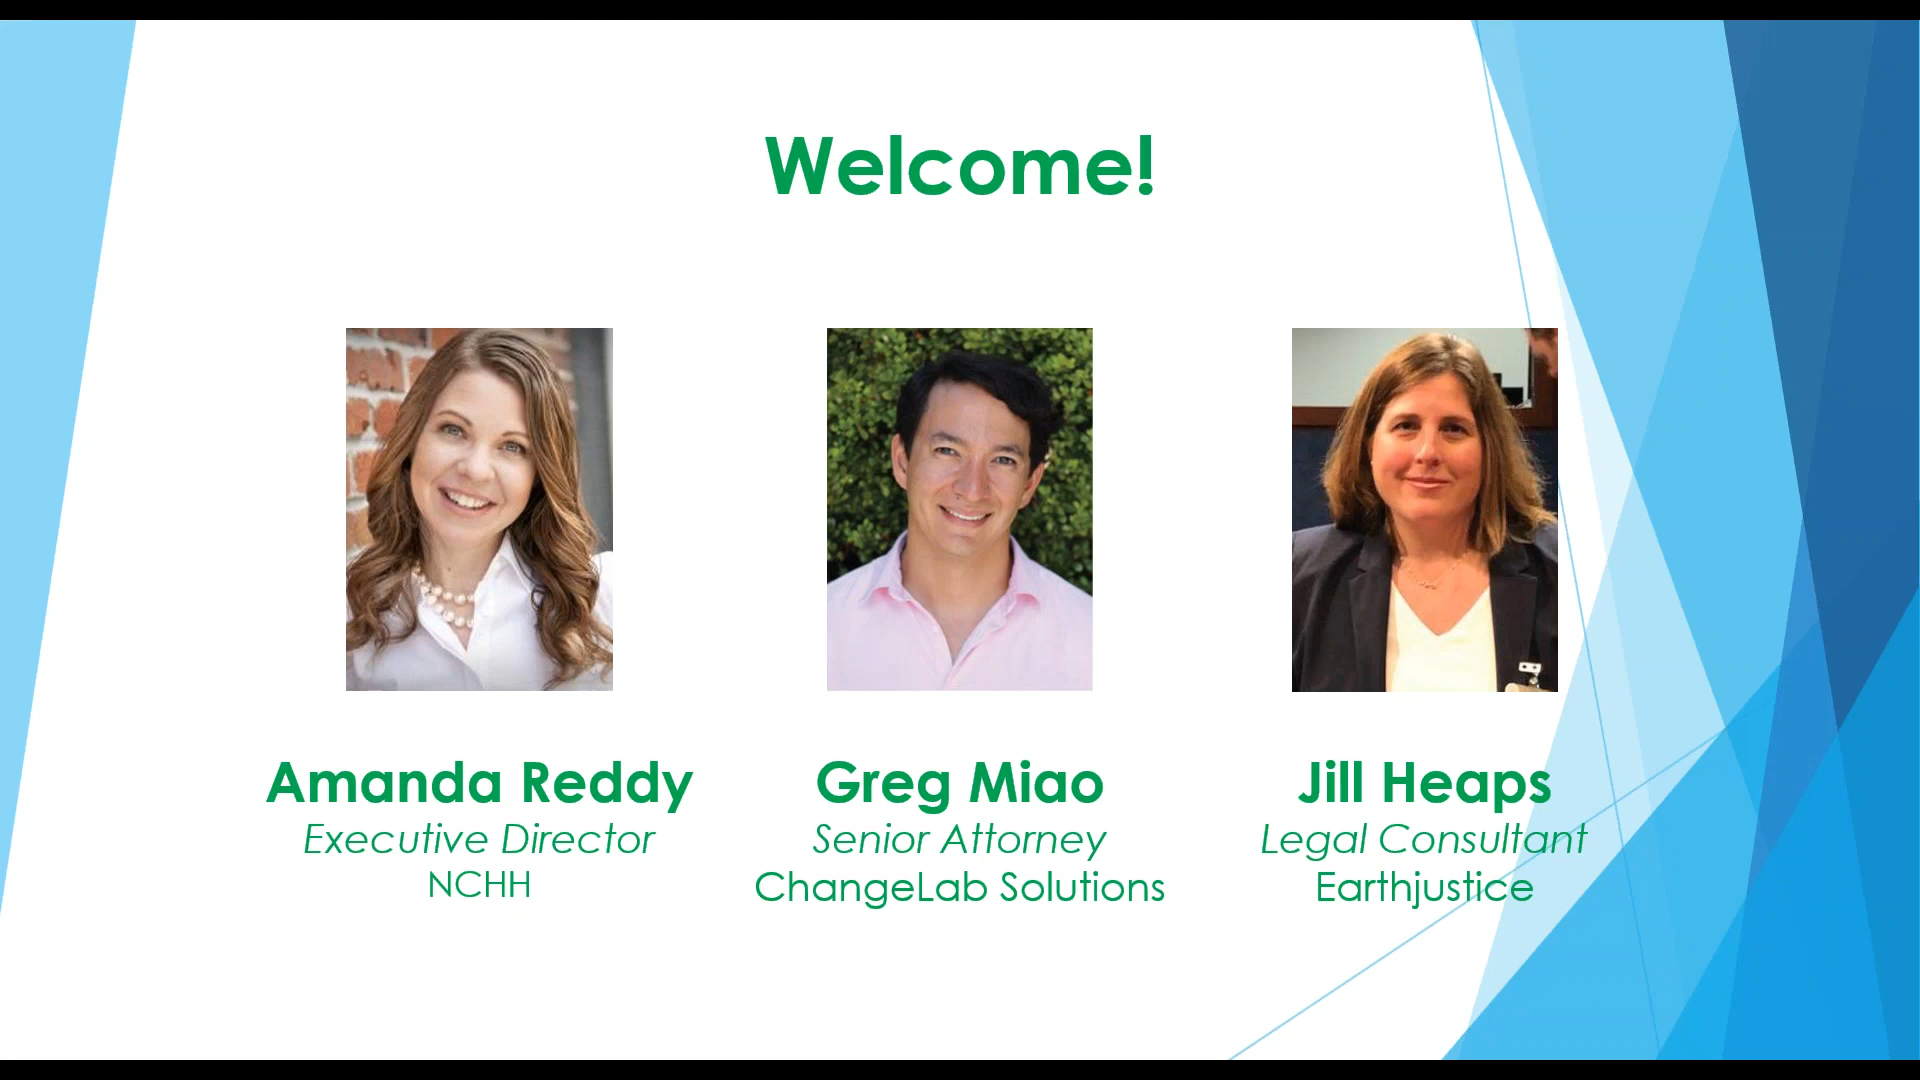 Welcome!
Amanda Reddy
Executive Director
NCHH
Greg Miao
Senior Attorney
ChangeLab Solutions
Jill Heaps
Legal Consultant
Earthjustice